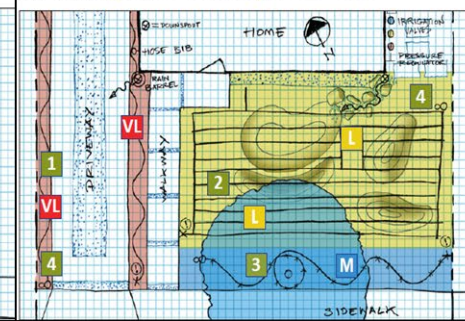 = DOWNSPOUT
HOSE BIB
HOME
N
IRRIGATION
VALVES
PRESSURE
REGULATOR
RAIN
BARREL
4
VL
L
1
DRIVEWAY
WALKWAY
2
VL
L
4
3
M
SIDEWALK